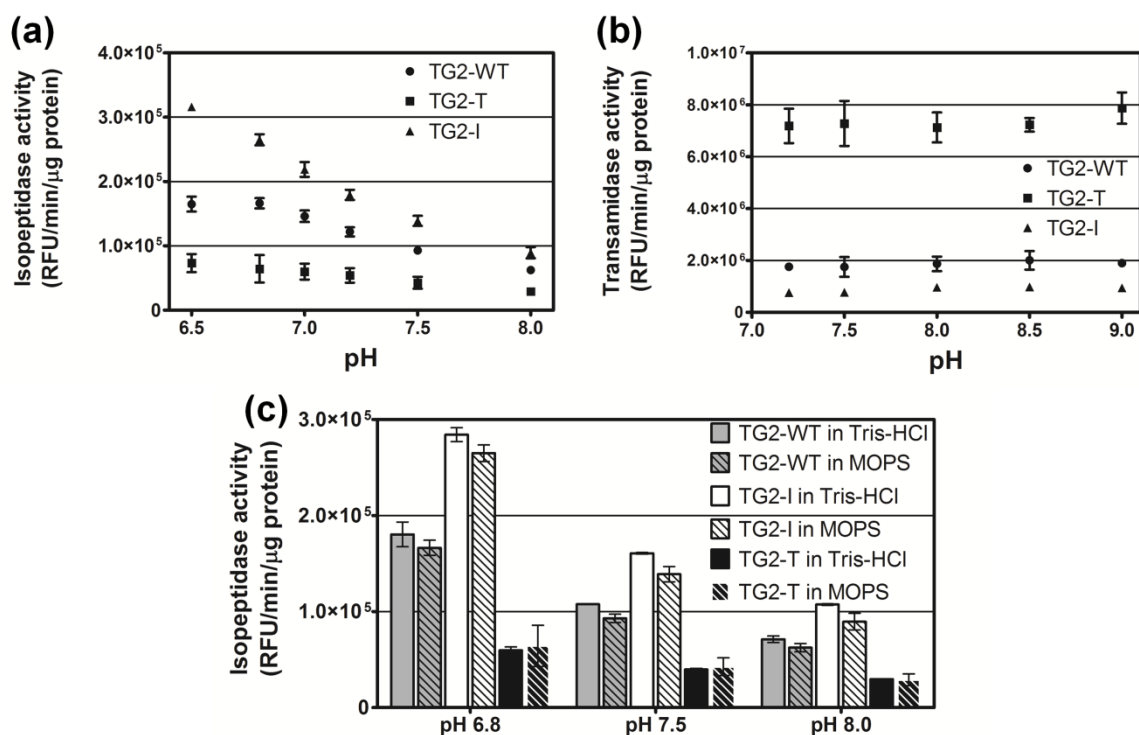 (a)
Isopeptidase activity
(RFU/min/μg protein)
4.0×10⁵
3.0×10⁵
2.0×10⁵
1.0×10⁵
0
TG2-WT
TG2-T
TG2-I
6.5
7.0
7.5
8.0
pH
(b)
Transamidase activity
(RFU/min/μg protein)
1.0×10⁷
8.0×10⁶
6.0×10⁶
4.0×10⁶
2.0×10⁶
0
TG2-WT
TG2-T
TG2-I
7.0
7.5
8.0
8.5
9.0
pH
(c)
Isopeptidase activity
(RFU/min/μg protein)
3.0×10⁵
2.0×10⁵
1.0×10⁵
0
TG2-WT in Tris-HCl
TG2-WT in MOPS
TG2-I in Tris-HCl
TG2-I in MOPS
TG2-T in Tris-HCl
TG2-T in MOPS
pH 6.8
pH 7.5
pH 8.0